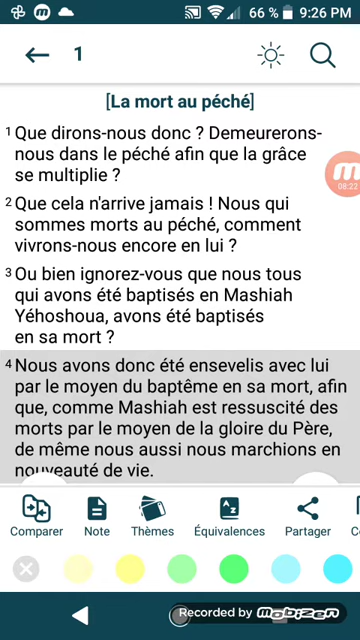 66 % 9:26 PM
1
[La mort au péché]
1 Que dirons-nous donc ? Demeurerons-
nous dans le péché afin que la grâce
se multiplie ?
08:22
2 Que cela n'arrive jamais ! Nous qui
sommes morts au péché, comment
vivrons-nous encore en lui ?
3 Ou bien ignorez-vous que nous tous
qui avons été baptisés en Mashiah
Yéhoshoua, avons été baptisés
en sa mort ?
4 Nous avons donc été ensevelis avec lui
par le moyen du baptême en sa mort, afin
que, comme Mashiah est ressuscité des
morts par le moyen de la gloire du Père,
de même nous aussi nous marchions en
nouveauté de vie.
Comparer Note Thèmes Équivalences Partager
Recorded by mobizen